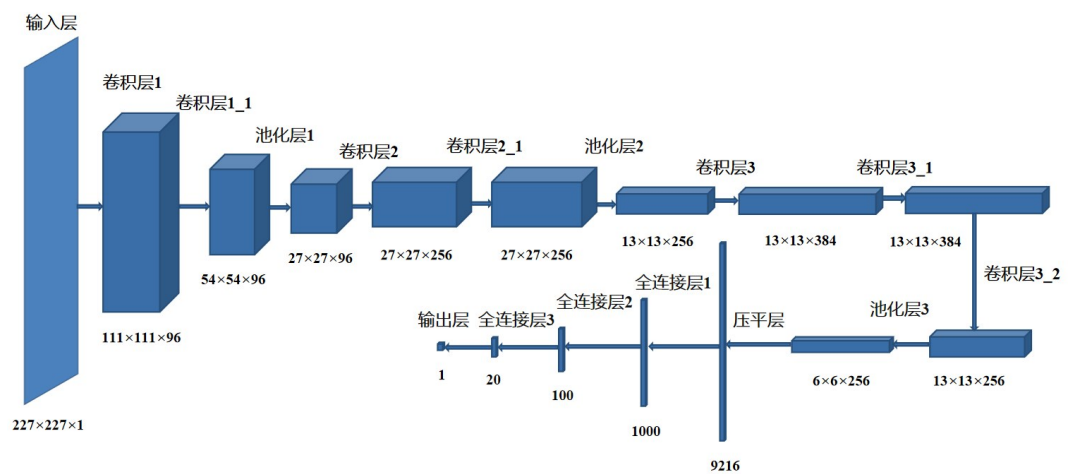 输入层
227×227×1
卷积层1
111×111×96
卷积层1_1
54×54×96
池化层1
27×27×96
卷积层2
27×27×256
卷积层2_1
27×27×256
池化层2
13×13×256
卷积层3
13×13×384
卷积层3_1
13×13×384
卷积层3_2
13×13×256
池化层3
6×6×256
压平层
9216
全连接层1
1000
全连接层2
100
全连接层3
20
输出层
1